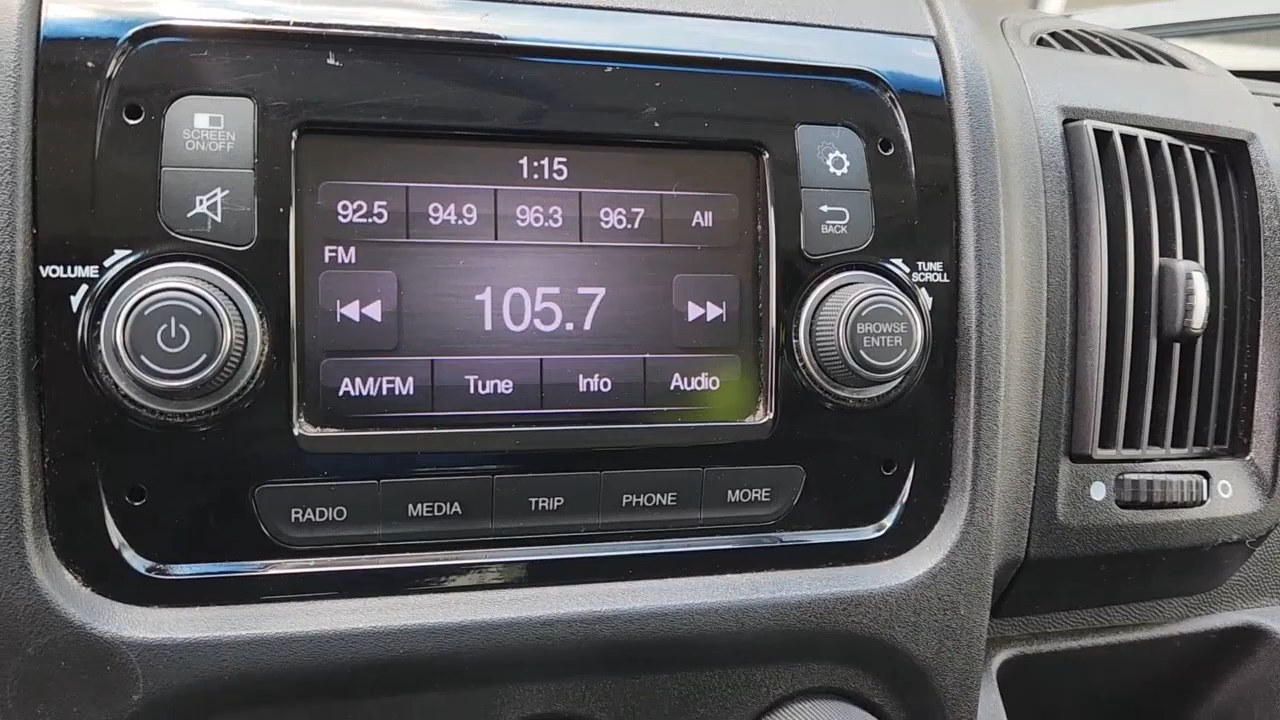 SCREEN
ON/OFF
1:15
92.5 94.9 96.3 96.7 All
BACK
VOLUME
FM
TUNE
SCROLL
105.7
BROWSE
ENTER
AM/FM Tune Info Audio
RADIO MEDIA TRIP PHONE MORE